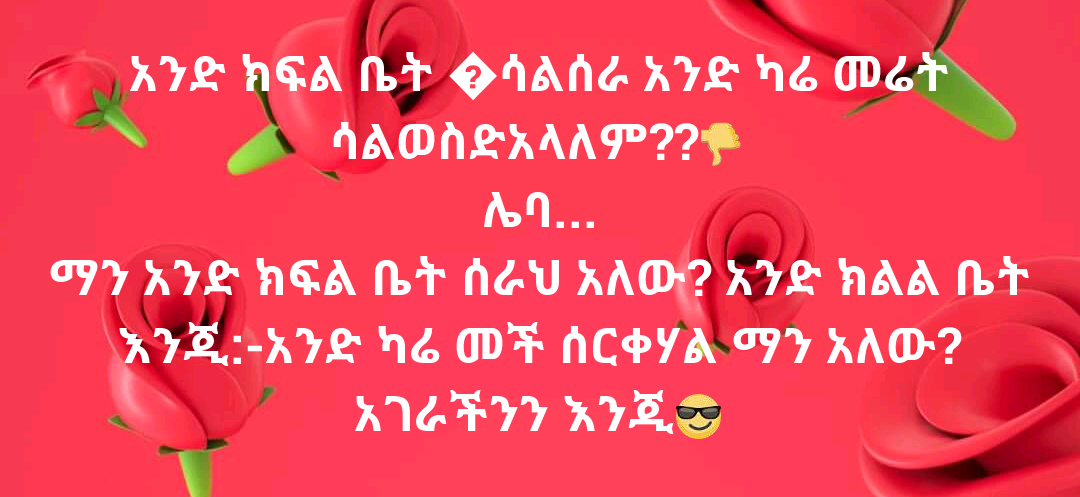 አንድ ክፍል ቤት �ሳልሰራ አንድ ካሬ መሬት
ሳልወስድአላለም??👎
ሌባ...
ማን አንድ ክፍል ቤት ሰራህ አለው? አንድ ክልል ቤት
እንጂ:-አንድ ካሬ መች ሰርቀሃል ማን አለው?
አገራችንን እንጂ😎